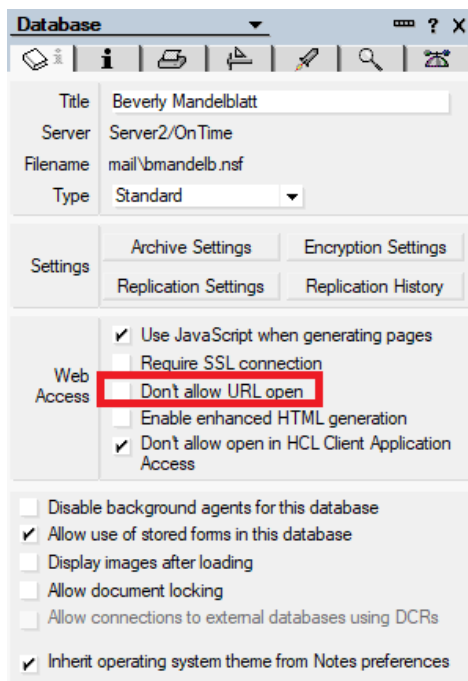 Database ? X
i i
Title Beverly Mandelblatt
Server Server2/OnTime
Filename mail\bmandelb.nsf
Type Standard
Archive Settings Encryption Settings
Settings
Replication Settings Replication History
Use JavaScript when generating pages
Require SSL connection
Web Access
Don't allow URL open
Enable enhanced HTML generation
Don't allow open in HCL Client Application
Access
Disable background agents for this database
Allow use of stored forms in this database
Display images after loading
Allow document locking
Allow connections to external databases using DCRs
Inherit operating system theme from Notes preferences